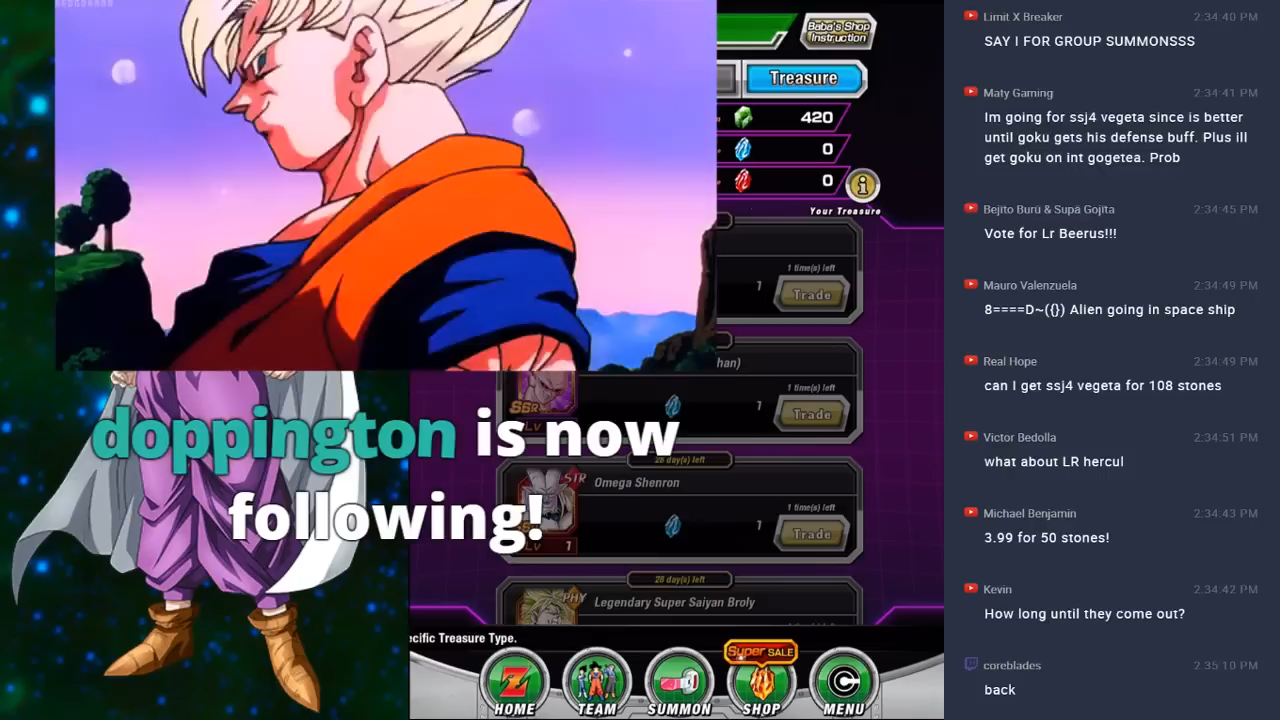 Baba's Shop
Instruction
Treasure
420
0
0
Your Treasure
1 time(s) left
1
Trade
han)
1 time(s) left
SSR
1
Trade
Lv
28 day(s) left
STR
Omega Shenron
1 time(s) left
1
Trade
Lv 1
28 day(s) left
PHY
Legendary Super Saiyan Broly
doppington is now
following!
ecific Treasure Type.
Super SALE
HOME
TEAM
SUMMON
SHOP
MENU
Limit X Breaker 2:34:40 PM
SAY I FOR GROUP SUMMONSSS
Maty Gaming 2:34:41 PM
Im going for ssj4 vegeta since is better
until goku gets his defense buff. Plus ill
get goku on int gogetea. Prob
Bejito Burū & Supā Gojīta 2:34:45 PM
Vote for Lr Beerus!!!
Mauro Valenzuela 2:34:49 PM
8====D~({}) Alien going in space ship
Real Hope 2:34:49 PM
can I get ssj4 vegeta for 108 stones
Victor Bedolla 2:34:51 PM
what about LR hercul
Michael Benjamin 2:34:43 PM
3.99 for 50 stones!
Kevin 2:34:42 PM
How long until they come out?
coreblades 2:35:10 PM
back